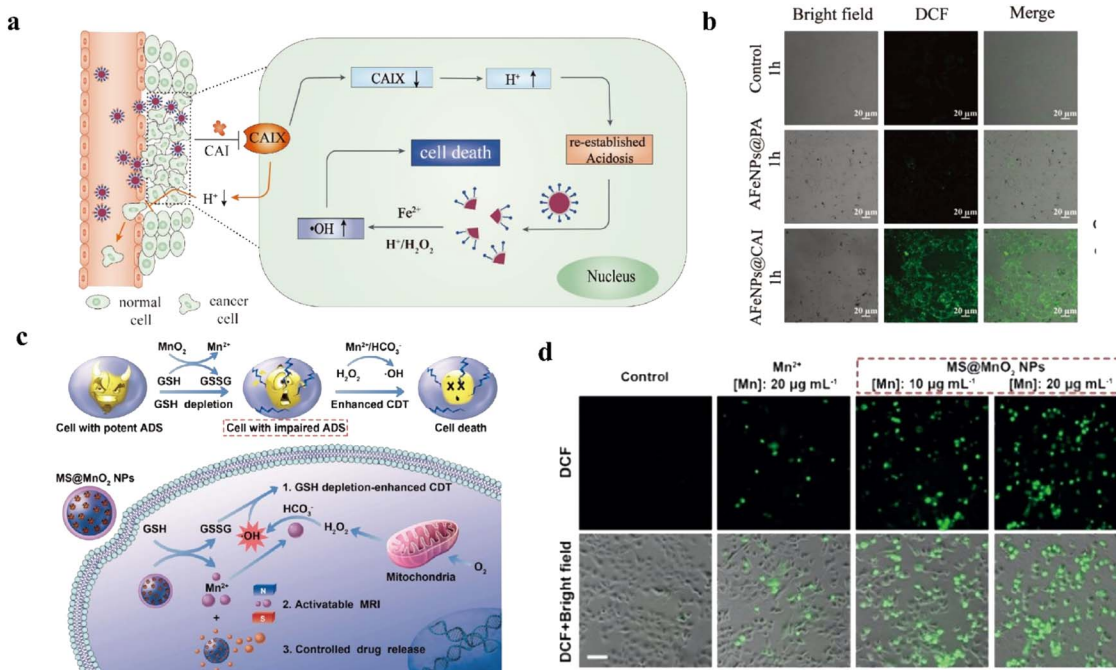 a
CAI
CAIX
H⁺ ↓
normal
cell
cancer
cell
CAIX ↓
H⁺ ↑
re-established
Acidosis
cell death
•OH ↑
Fe²⁺
H⁺/H₂O₂
Nucleus
b
Bright field DCF Merge
Control
1h
20 µm 20 µm 20 µm
AFeNPs@PA
1h
20 µm 20 µm 20 µm
AFeNPs@CAI
1h
20 µm 20 µm 20 µm
c
MnO₂ Mn²⁺
GSH GSSG
GSH depletion
Mn²⁺/HCO₃⁻
H₂O₂ ·OH
Enhanced CDT
Cell with potent ADS
Cell with impaired ADS
Cell death
MS@MnO₂ NPs
1. GSH depletion-enhanced CDT
GSH GSSG
·OH
HCO₃⁻
H₂O₂
Mitochondria
O₂
Mn²⁺
+
N
S
2. Activatable MRI
3. Controlled drug release
d
Control
Mn²⁺
[Mn]: 20 µg mL⁻¹
MS@MnO₂ NPs
[Mn]: 10 µg mL⁻¹ [Mn]: 20 µg mL⁻¹
DCF
DCF+Bright field